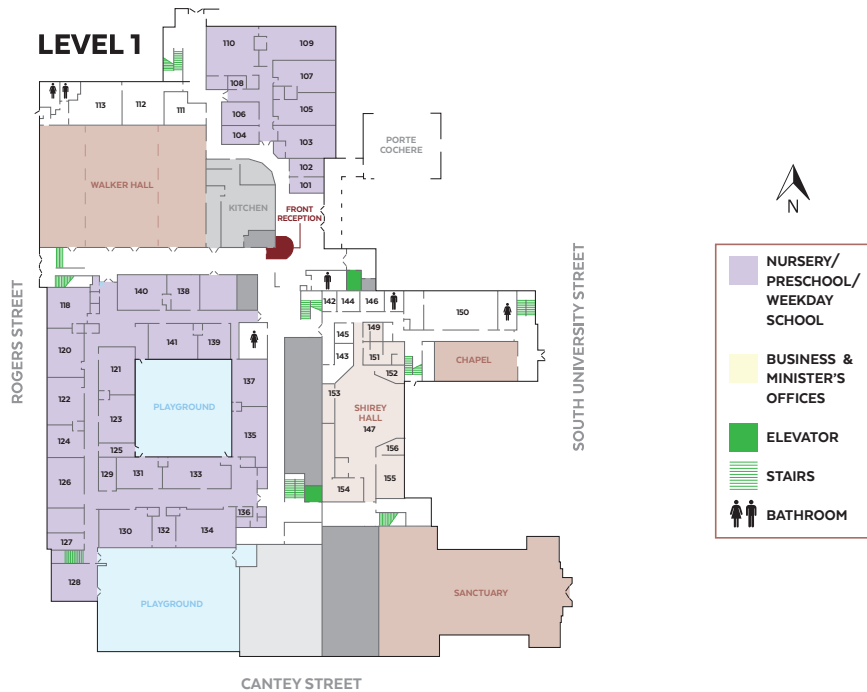 LEVEL 1
110
109
108
107
106
105
104
103
102
101
113
112
111
WALKER HALL
KITCHEN
FRONT
RECEPTION
PORTE
COCHERE
N
ROGERS STREET
SOUTH UNIVERSITY STREET
118
140
138
142
144
146
150
120
141
139
145
149
143
151
152
CHAPEL
121
122
123
PLAYGROUND
137
153
SHIREY
HALL
147
124
125
135
156
126
129
131
133
154
155
127
130
132
134
136
128
PLAYGROUND
SANCTUARY
CANTEY STREET
NURSERY/
PRESCHOOL/
WEEKDAY
SCHOOL
BUSINESS &
MINISTER'S
OFFICES
ELEVATOR
STAIRS
BATHROOM